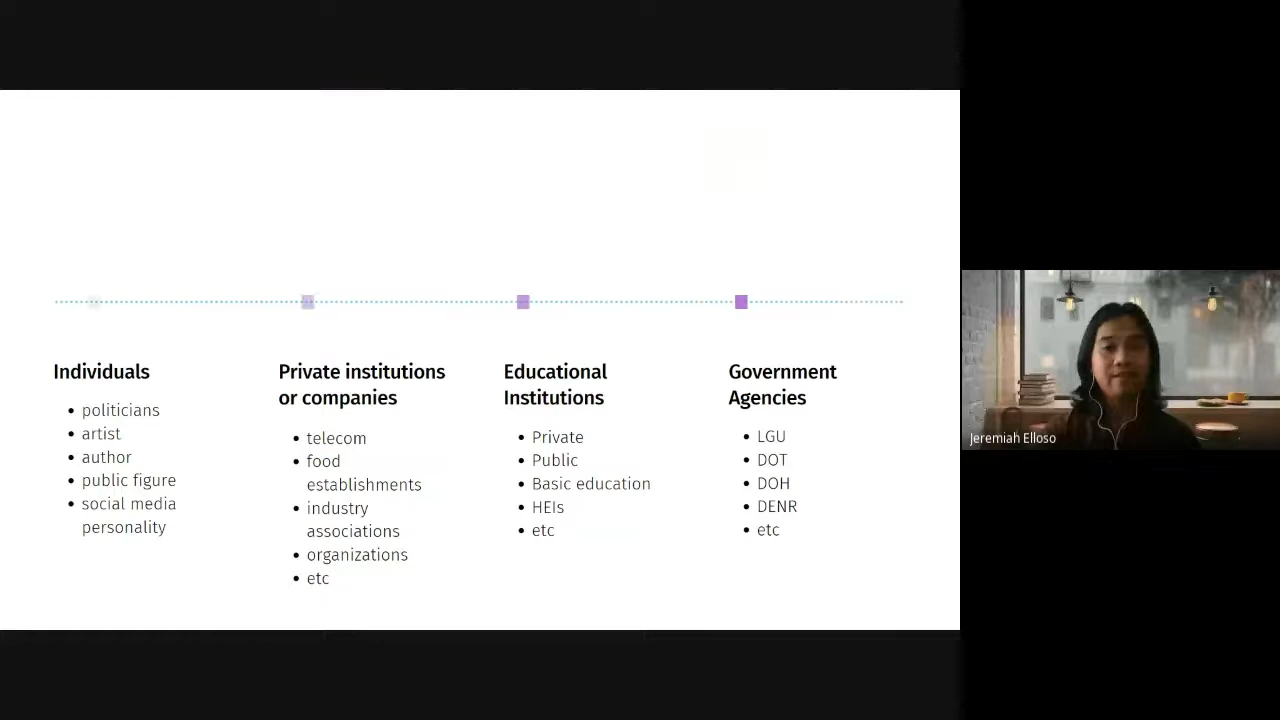 Individuals
politicians
artist
author
public figure
social media
personality
Private institutions
or companies
telecom
food
establishments
industry
associations
organizations
etc
Educational
Institutions
Private
Public
Basic education
HEIs
etc
Government
Agencies
LGU
DOT
DOH
DENR
etc
Jeremiah Elloso